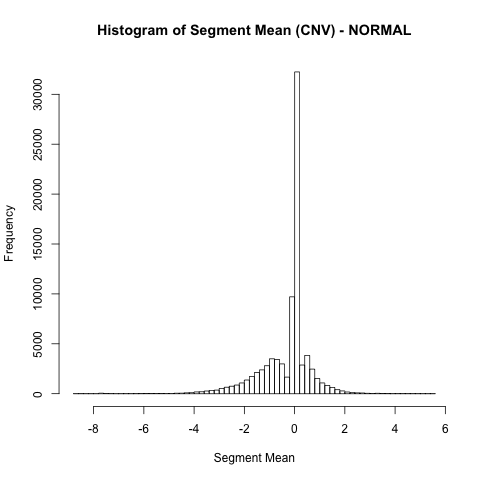 Histogram of Segment Mean (CNV) - NORMAL
Frequency
30000
25000
20000
15000
10000
5000
0
-8 -6 -4 -2 0 2 4 6
Segment Mean